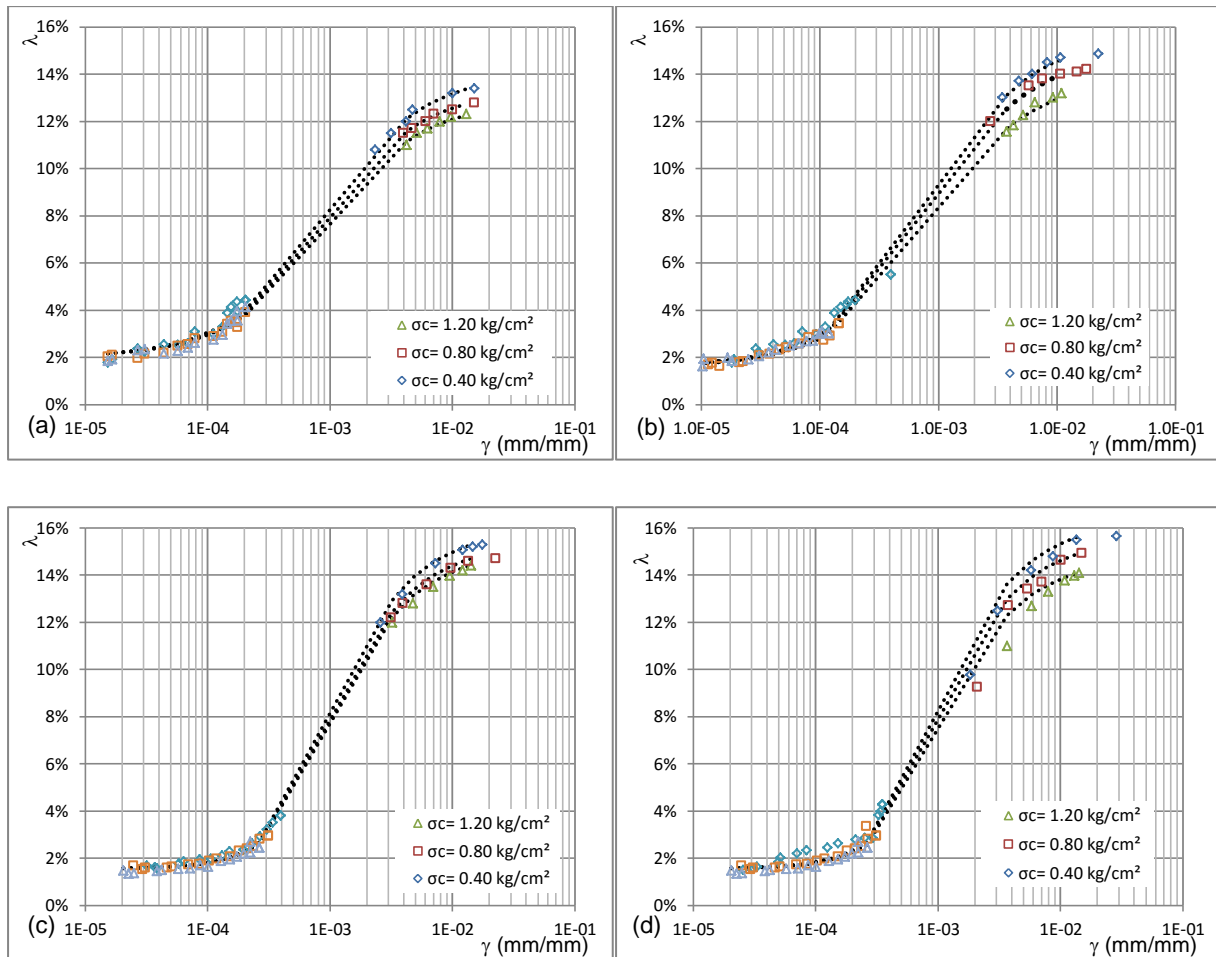 16%
λ
14%
12%
10%
8%
6%
4%
2%
0%
σc= 1.20 kg/cm²
σc= 0.80 kg/cm²
σc= 0.40 kg/cm²
(a)
1E-05 1E-04 1E-03 1E-02 1E-01
γ (mm/mm)
16%
λ
14%
12%
10%
8%
6%
4%
2%
0%
σc= 1.20 kg/cm²
σc= 0.80 kg/cm²
σc= 0.40 kg/cm²
(b)
1.0E-05 1.0E-04 1.0E-03 1.0E-02 1.0E-01
γ (mm/mm)
16%
λ
14%
12%
10%
8%
6%
4%
2%
0%
σc= 1.20 kg/cm²
σc= 0.80 kg/cm²
σc= 0.40 kg/cm²
(c)
1E-05 1E-04 1E-03 1E-02 1E-01
γ (mm/mm)
16%
λ
14%
12%
10%
8%
6%
4%
2%
0%
σc= 1.20 kg/cm²
σc= 0.80 kg/cm²
σc= 0.40 kg/cm²
(d)
1E-05 1E-04 1E-03 1E-02 1E-01
γ (mm/mm)